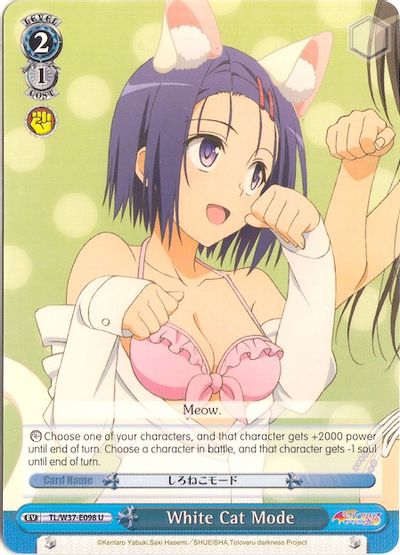 LEVEL
2
1
COST
Meow.
Choose one of your characters, and that character gets +2000 power
until end of turn. Choose a character in battle, and that character gets -1 soul
until end of turn.
Card Name しろねこモード
EV TL/W37-E098 U White Cat Mode
©Kentaro Yabuki,Saki Hasemi／SHUEISHA,Toloveru darkness Project